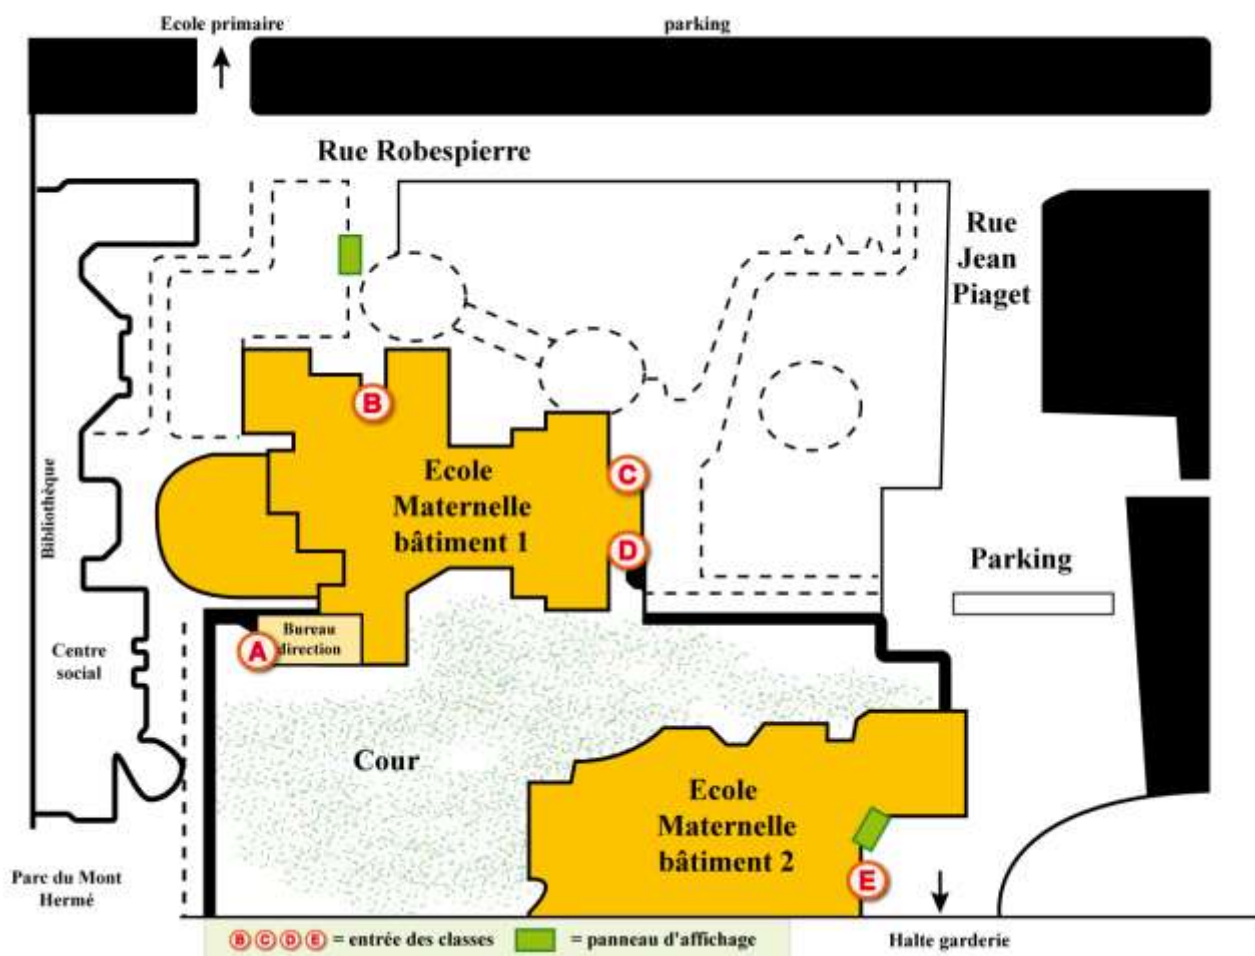 Ecole primaire
parking
Rue Robespierre
Rue
Jean
Piaget
B
Ecole
Maternelle
bâtiment 1
C
D
Bibliothèque
Parking
Centre
social
A
Bureau
direction
Cour
Ecole
Maternelle
bâtiment 2
E
Parc du Mont
Hermé
B C D E = entrée des classes = panneau d'affichage
Halte garderie